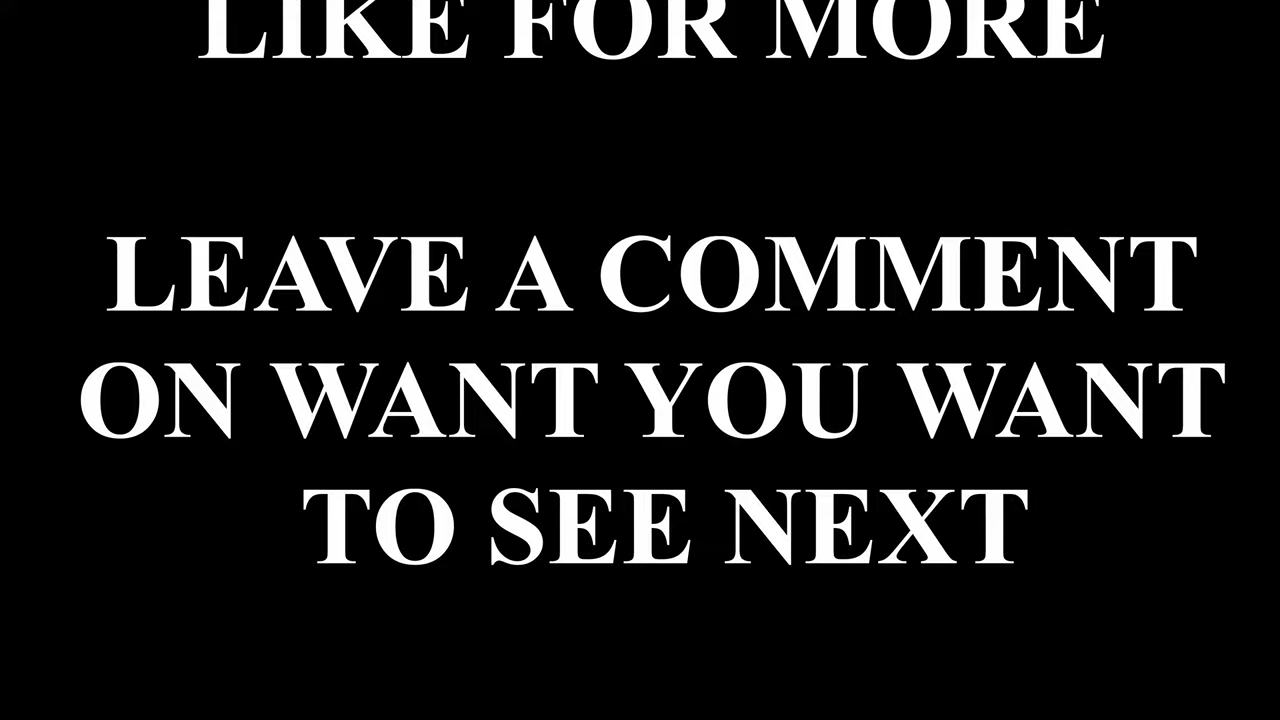 LIKE FOR MORE
LEAVE A COMMENT
ON WANT YOU WANT
TO SEE NEXT